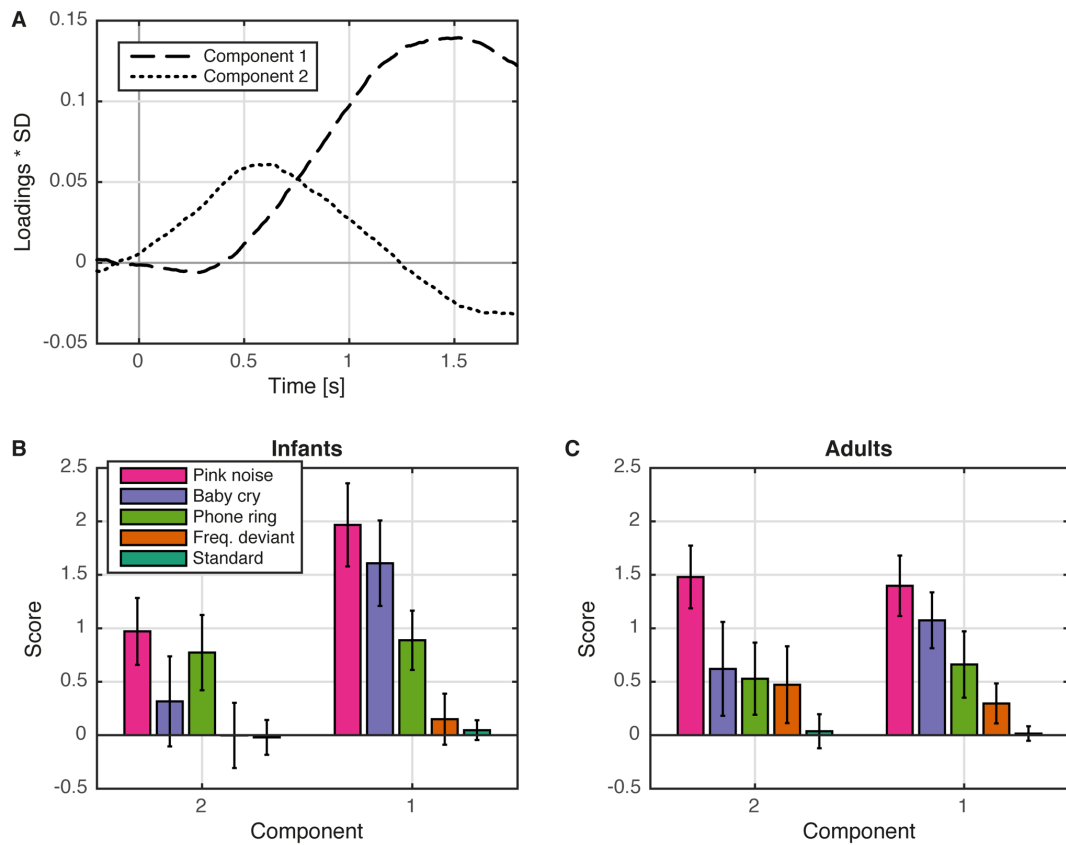 A
0.15
0.1
0.05
0
-0.05
Loadings * SD
Component 1
Component 2
0
0.5
1
1.5
Time [s]
B
Infants
2.5
2
1.5
1
0.5
0
-0.5
Score
Pink noise
Baby cry
Phone ring
Freq. deviant
Standard
2
1
Component
C
Adults
2.5
2
1.5
1
0.5
0
-0.5
Score
2
1
Component